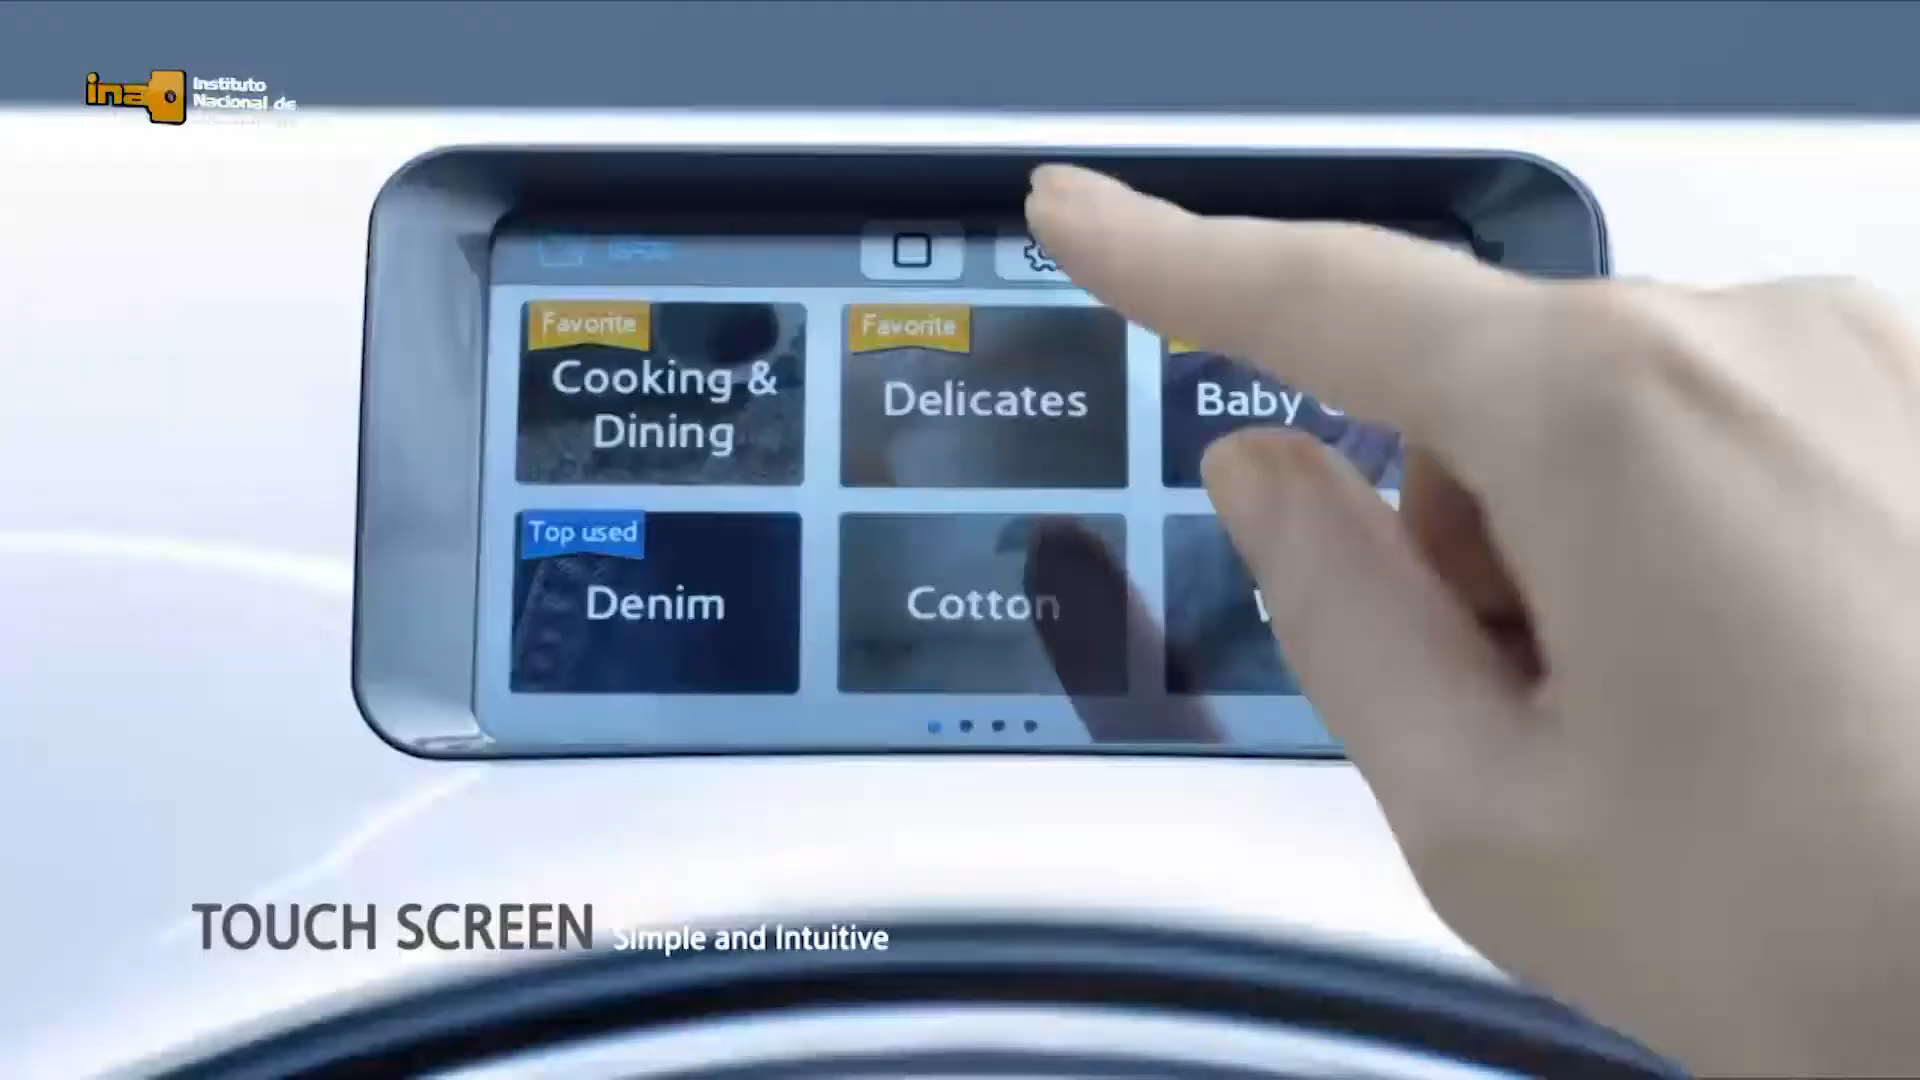 ina
Instituto
Nacional de
Favorite
Cooking &
Dining
Favorite
Delicates
Baby
Top used
Denim
Cotton
TOUCH SCREEN Simple and Intuitive